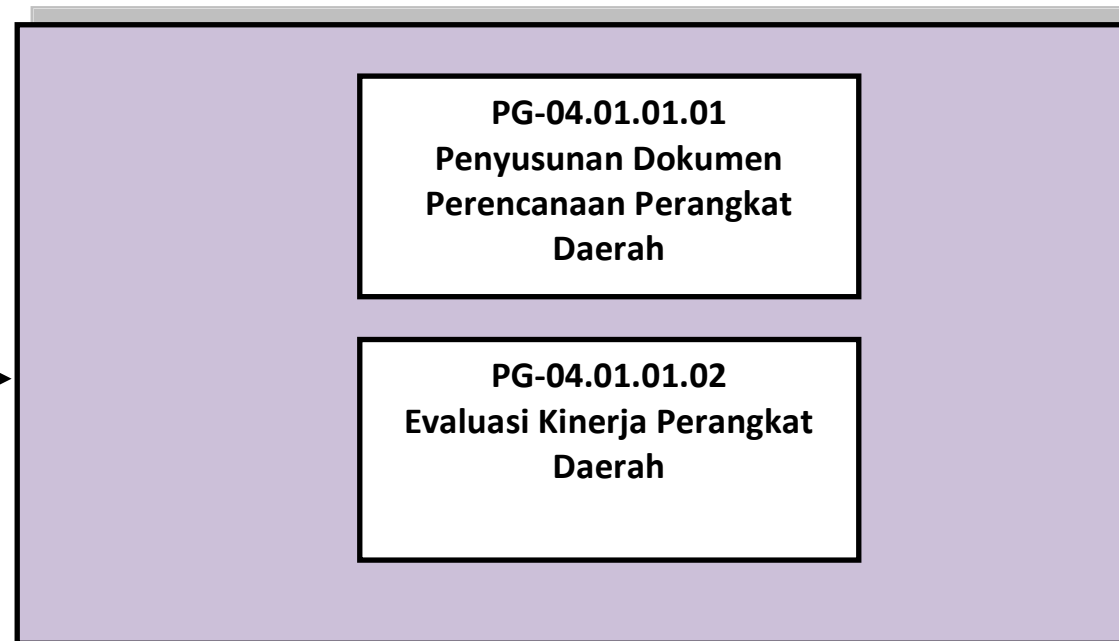 PG-04.01.01.01
Penyusunan Dokumen
Perencanaan Perangkat
Daerah
PG-04.01.01.02
Evaluasi Kinerja Perangkat
Daerah